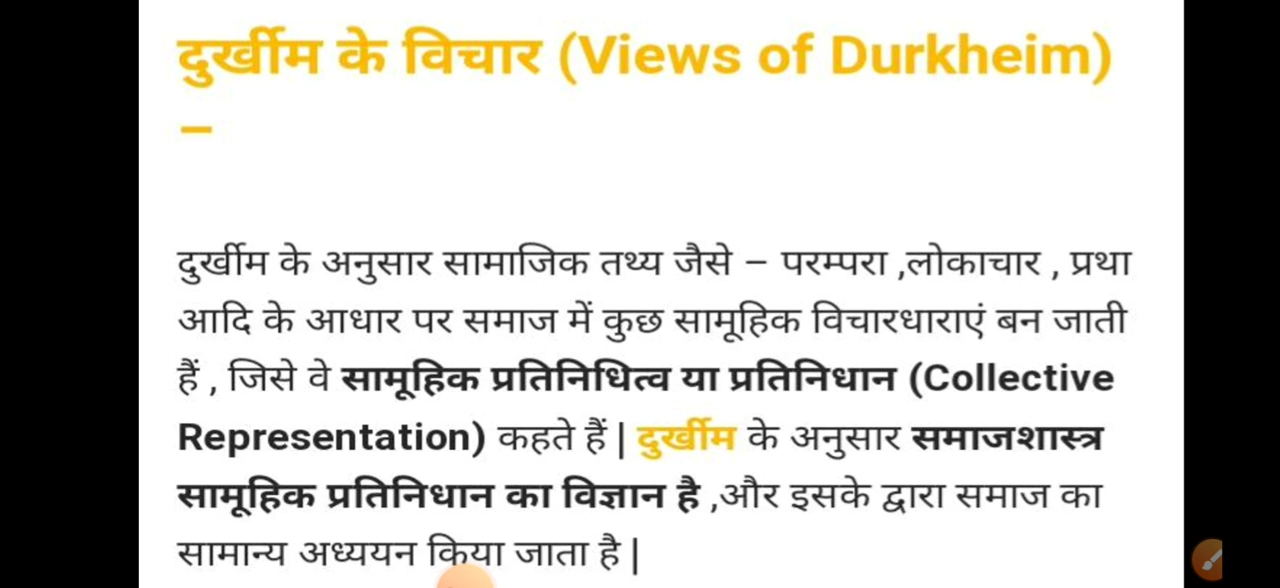 दुर्खीम के विचार (Views of Durkheim)
–
दुर्खीम के अनुसार सामाजिक तथ्य जैसे – परम्परा ,लोकाचार , प्रथा
आदि के आधार पर समाज में कुछ सामूहिक विचारधाराएं बन जाती
हैं , जिसे वे सामूहिक प्रतिनिधित्व या प्रतिनिधान (Collective
Representation) कहते हैं | दुर्खीम के अनुसार समाजशास्त्र
सामूहिक प्रतिनिधान का विज्ञान है ,और इसके द्वारा समाज का
सामान्य अध्ययन किया जाता है |